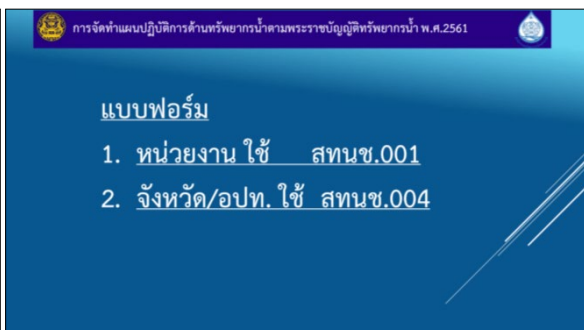 การจัดทำแผนปฏิบัติการด้านทรัพยากรน้ำตามพระราชบัญญัติทรัพยากรน้ำ พ.ศ.2561
แบบฟอร์ม
1. หน่วยงาน ใช้ สทนช.001
2. จังหวัด/อปท. ใช้ สทนช.004